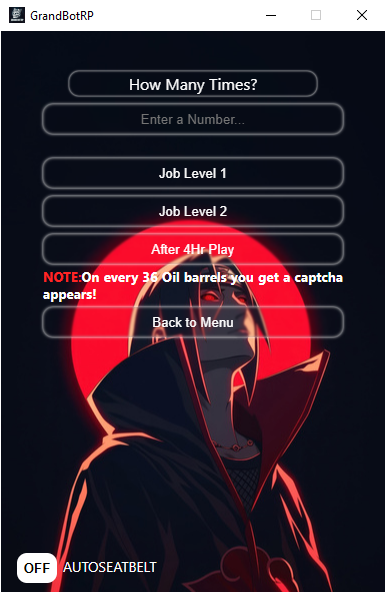 GrandBotRP
How Many Times?
Enter a Number...
Job Level 1
Job Level 2
After 4Hr Play
NOTE:On every 36 Oil barrels you get a captcha
appears!
Back to Menu
OFF AUTOSEATBELT